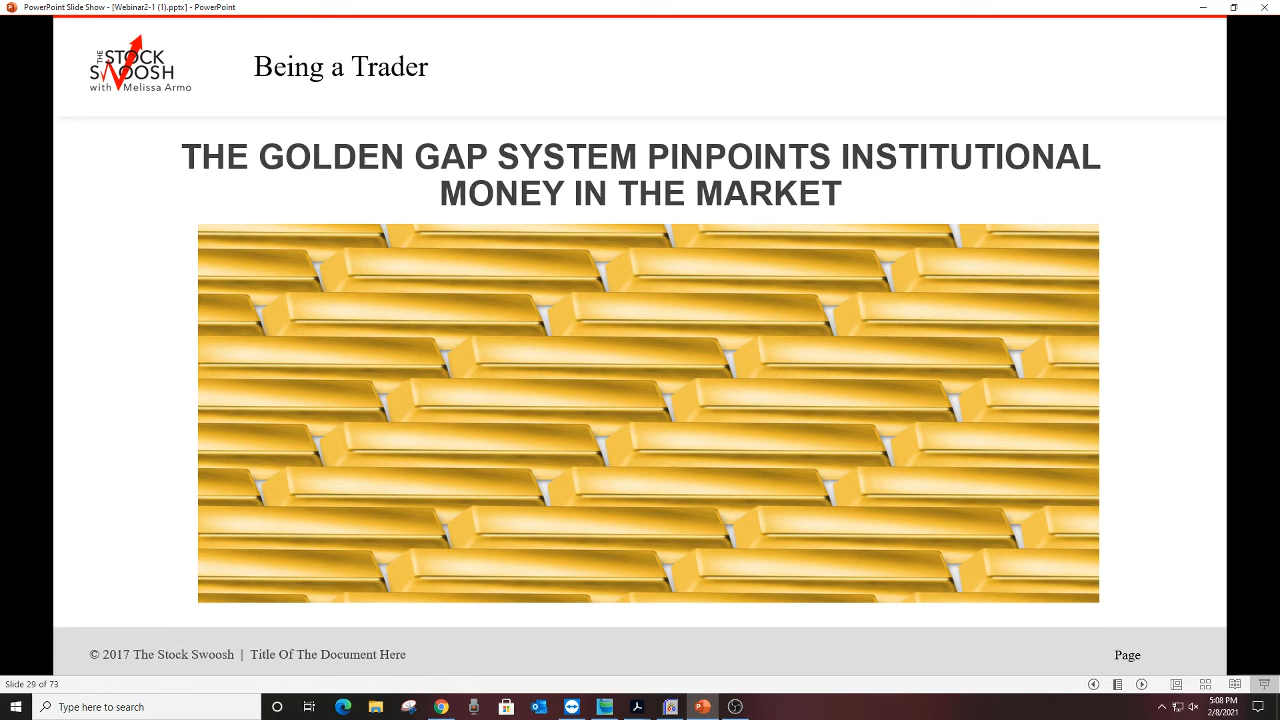 PowerPoint Slide Show - [Webinar2-1 (1).pptx] - PowerPoint
THE STOCK
SWOOSH
with Melissa Armo
Being a Trader
THE GOLDEN GAP SYSTEM PINPOINTS INSTITUTIONAL
MONEY IN THE MARKET
© 2017 The Stock Swoosh | Title Of The Document Here
Page
Slide 29 of 73
Type here to search
5:08 PM
2/8/2021